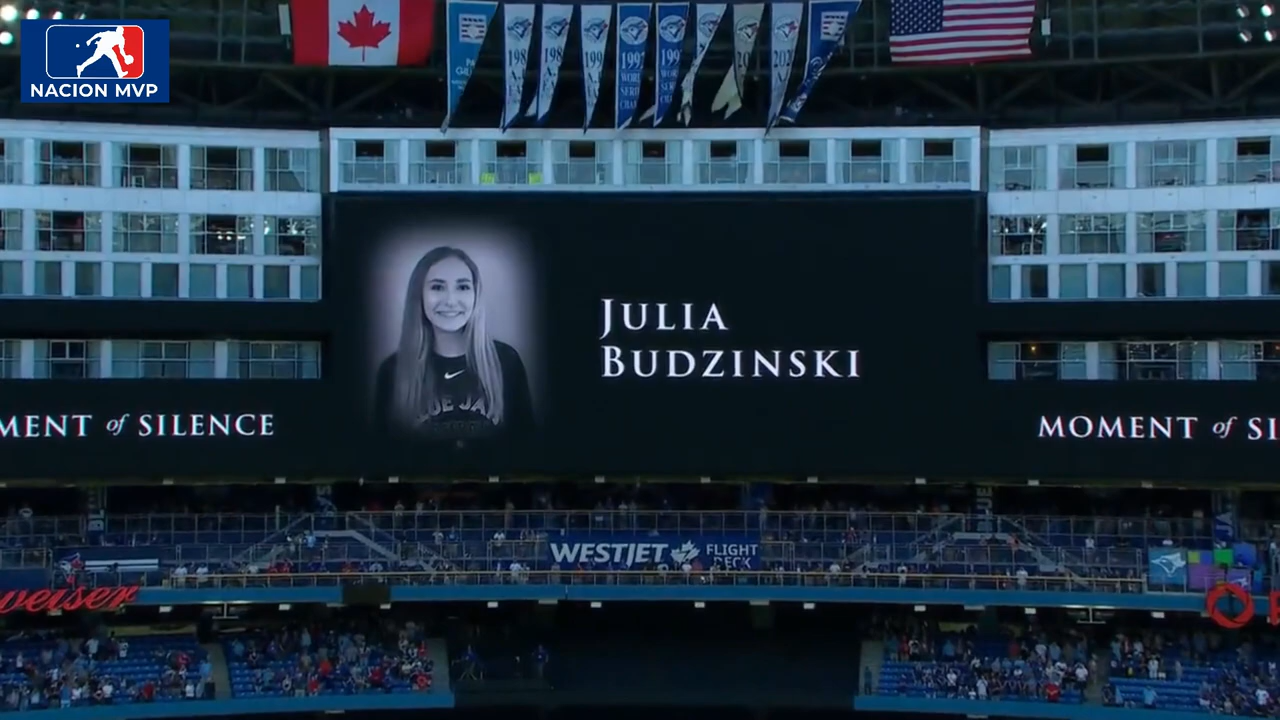 NACION MVP
JULIA
BUDZINSKI
MENT of SILENCE
MOMENT of SI
WESTJET FLIGHT
DECK
weiser